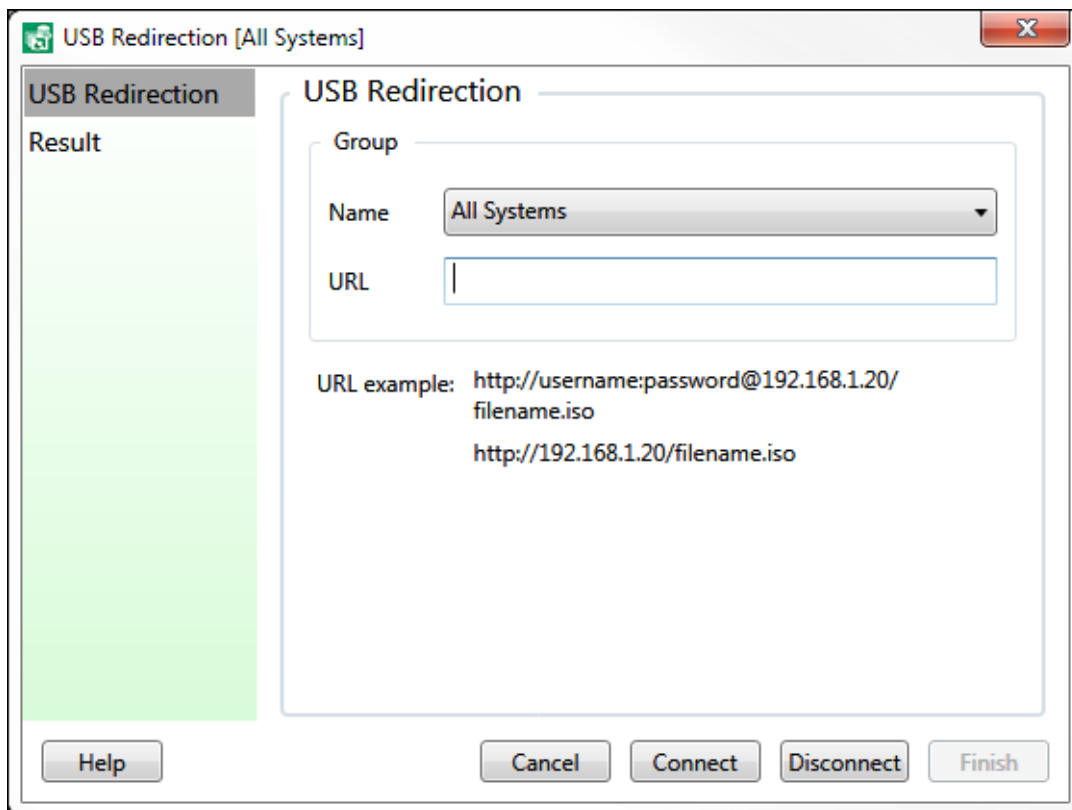 USB Redirection [All Systems]
USB Redirection
Result
USB Redirection
Group
Name All Systems
URL
URL example: http://username:password@192.168.1.20/
filename.iso
http://192.168.1.20/filename.iso
Help Cancel Connect Disconnect Finish